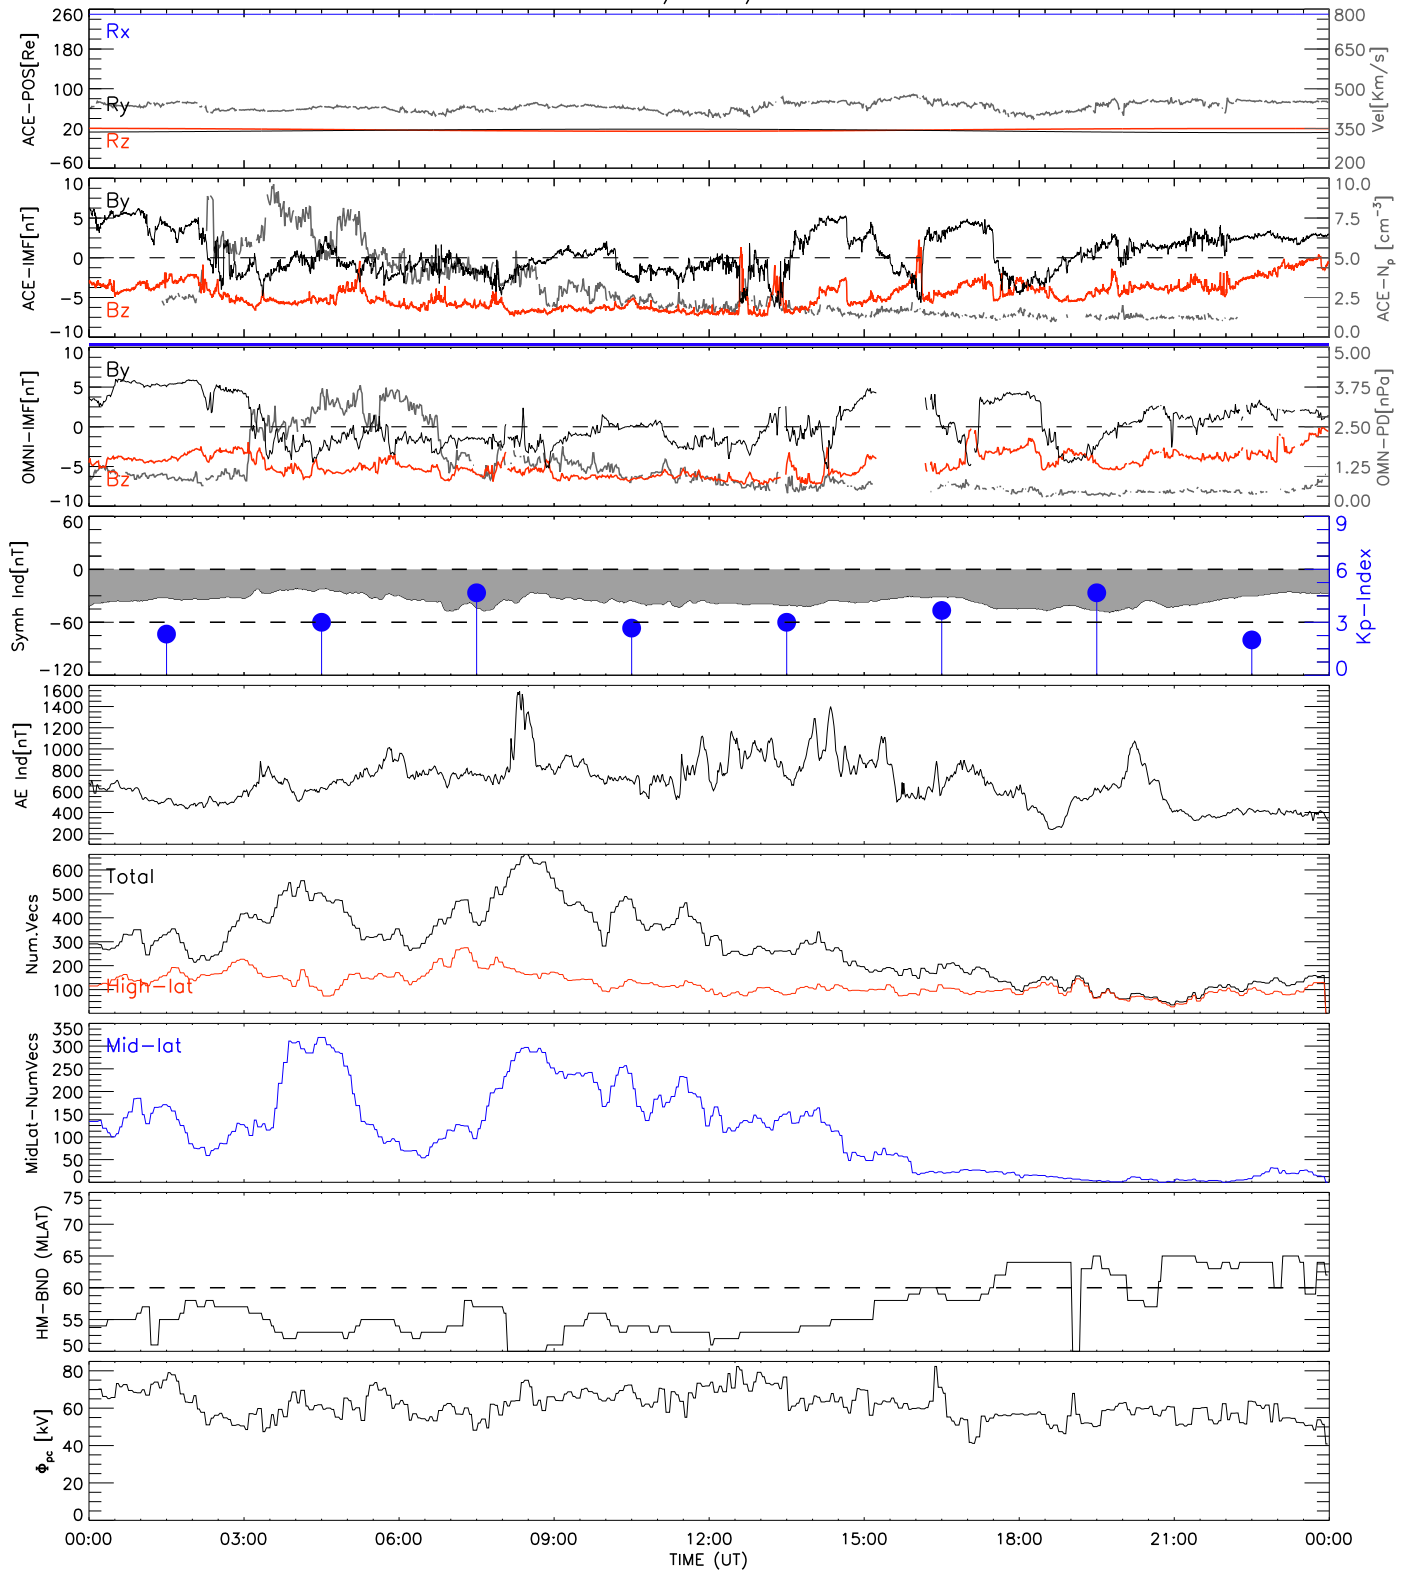 260
180
100
20
-60
ACE-POS[Re]
Rx
Ry
Rz
800
650
500
350
200
Vel[Km/s]
10
5
0
-5
-10
ACE-IMF[nT]
By
Bz
10.0
7.5
5.0
2.5
0.0
ACE-Np [cm⁻³]
10
5
0
-5
-10
OMNI-IMF[nT]
By
Bz
5.00
3.75
2.50
1.25
0.00
OMN-PD[nPa]
60
0
-60
-120
Symh Ind[nT]
9
6
3
0
Kp-Index
1600
1400
1200
1000
800
600
400
200
AE Ind[nT]
600
500
400
300
200
100
Num.Vecs
Total
High-lat
350
300
250
200
150
100
50
0
MidLat-NumVecs
Mid-lat
75
70
65
60
55
50
HM-BND (MLAT)
80
60
40
20
0
Φpc [kV]
00:00 03:00 06:00 09:00 12:00 15:00 18:00 21:00 00:00
TIME (UT)